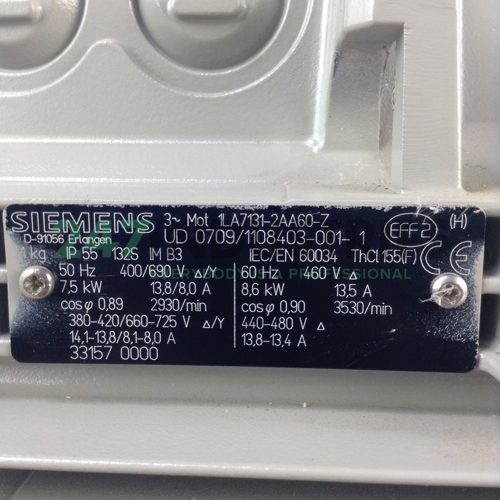 SIEMENS 3~ Mot 1LA7131-2AA60-Z EFF2 (H)
D-91056 Erlangen UD 0709/1108403-001-1
kg IP 55 132S IM B3 IEC/EN 60034 ThCl.155(F) CE
50 Hz 400/690 V Δ/Y 60 Hz 460 V Δ
7,5 kW 13,8/8,0 A 8,6 kW 13,5 A
cosφ 0,89 2930/min cosφ 0,90 3530/min
380-420/660-725 V Δ/Y 440-480 V Δ
14,1-13,8/8,1-8,0 A 13,8-13,4 A
33157 0000